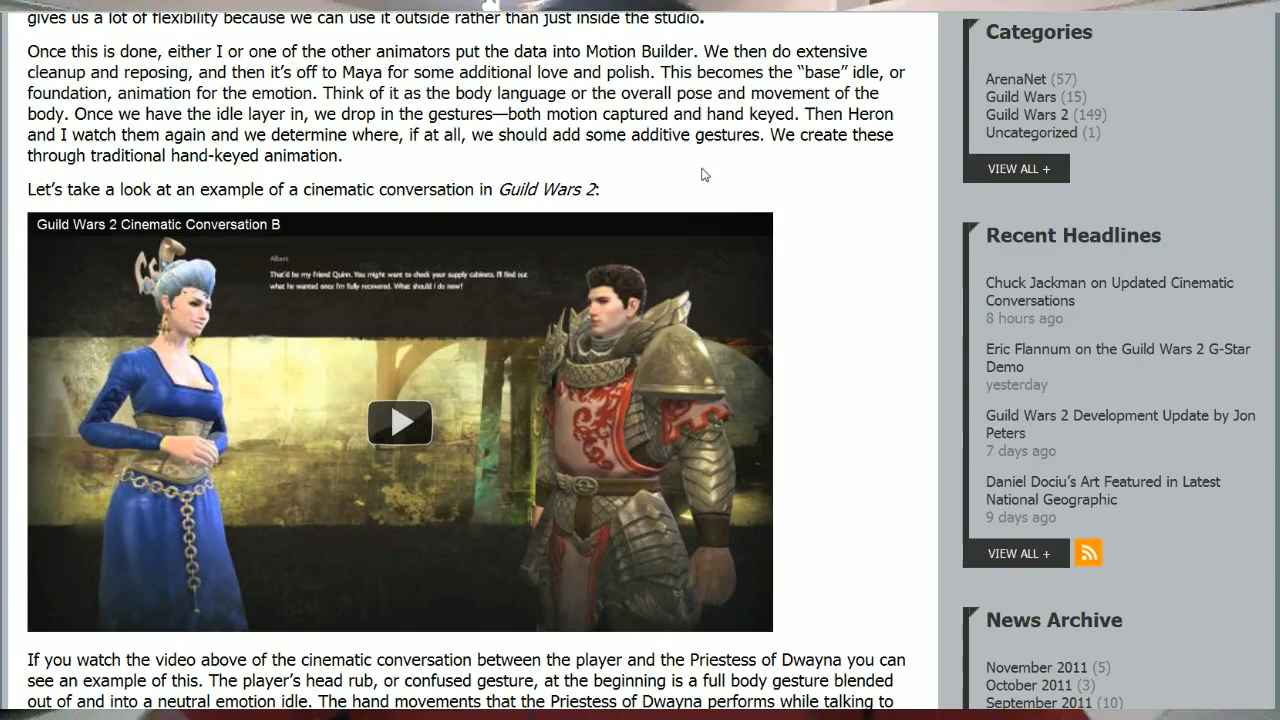 gives us a lot of flexibility because we can use it outside rather than just inside the studio.
Once this is done, either I or one of the other animators put the data into Motion Builder. We then do extensive
cleanup and reposing, and then it’s off to Maya for some additional love and polish. This becomes the “base” idle, or
foundation, animation for the emotion. Think of it as the body language or the overall pose and movement of the
body. Once we have the idle layer in, we drop in the gestures—both motion captured and hand keyed. Then Heron
and I watch them again and we determine where, if at all, we should add some additive gestures. We create these
through traditional hand-keyed animation.
Let’s take a look at an example of a cinematic conversation in Guild Wars 2:
Guild Wars 2 Cinematic Conversation B
Albert
That'd be my friend Quinn. You might want to check your supply cabinets. I'll find out
what he wanted once I'm fully recovered. What should I do now?
If you watch the video above of the cinematic conversation between the player and the Priestess of Dwayna you can
see an example of this. The player’s head rub, or confused gesture, at the beginning is a full body gesture blended
out of and into a neutral emotion idle. The hand movements that the Priestess of Dwayna performs while talking to
Categories
ArenaNet (57)
Guild Wars (15)
Guild Wars 2 (149)
Uncategorized (1)
VIEW ALL +
Recent Headlines
Chuck Jackman on Updated Cinematic
Conversations
8 hours ago
Eric Flannum on the Guild Wars 2 G-Star
Demo
yesterday
Guild Wars 2 Development Update by Jon
Peters
7 days ago
Daniel Dociu’s Art Featured in Latest
National Geographic
9 days ago
VIEW ALL +
News Archive
November 2011 (5)
October 2011 (3)
September 2011 (10)